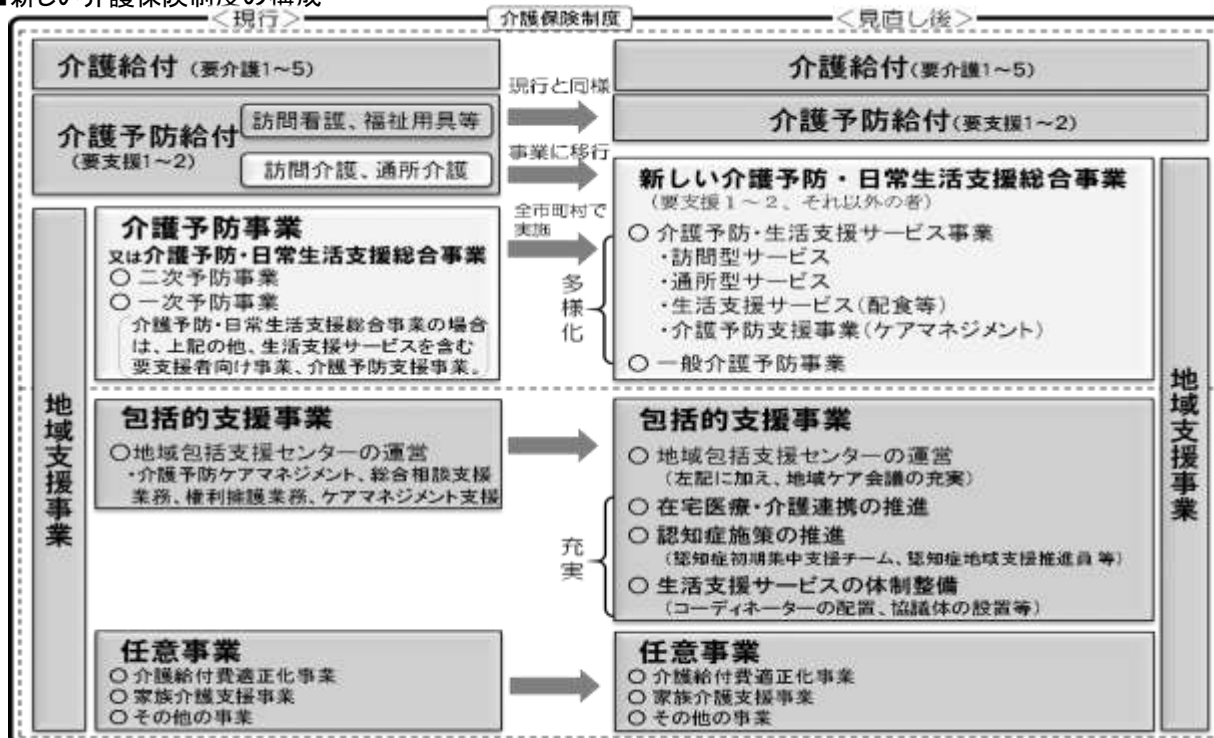 ■新しい介護保険制度の構成
＜現行＞
介護保険制度
＜見直し後＞
介護給付（要介護1～5）
現行と同様
介護給付（要介護1～5）
介護予防給付
（要支援1～2）
訪問看護、福祉用具等
訪問介護、通所介護
事業に移行
介護予防給付（要支援1～2）
新しい介護予防・日常生活支援総合事業
（要支援１～２、それ以外の者）
全市町村で
実施
介護予防事業
又は介護予防・日常生活支援総合事業
○ 二次予防事業
○ 一次予防事業
介護予防・日常生活支援総合事業の場合
は、上記の他、生活支援サービスを含む
要支援者向け事業、介護予防支援事業。
多様化
○ 介護予防・生活支援サービス事業
・訪問型サービス
・通所型サービス
・生活支援サービス（配食等）
・介護予防支援事業（ケアマネジメント）
○ 一般介護予防事業
地域支援事業
包括的支援事業
○地域包括支援センターの運営
・介護予防ケアマネジメント、総合相談支援
業務、権利擁護業務、ケアマネジメント支援
充実
包括的支援事業
○ 地域包括支援センターの運営
（左記に加え、地域ケア会議の充実）
○ 在宅医療・介護連携の推進
○ 認知症施策の推進
（認知症初期集中支援チーム、認知症地域支援推進員 等）
○ 生活支援サービスの体制整備
（コーディネーターの配置、協議体の設置等）
地域支援事業
任意事業
○ 介護給付費適正化事業
○ 家族介護支援事業
○ その他の事業
任意事業
○ 介護給付費適正化事業
○ 家族介護支援事業
○ その他の事業